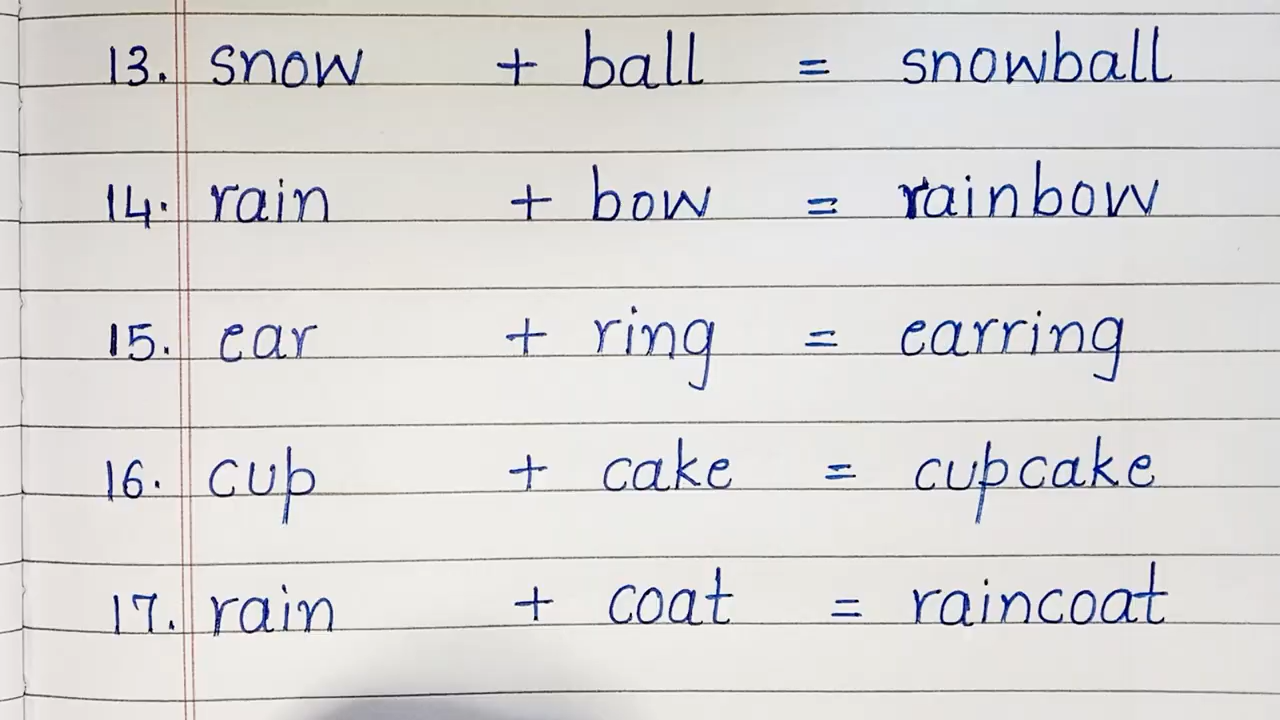 13. snow + ball = snowball
14. rain + bow = rainbow
15. ear + ring = earring
16. cup + cake = cupcake
17. rain + coat = raincoat